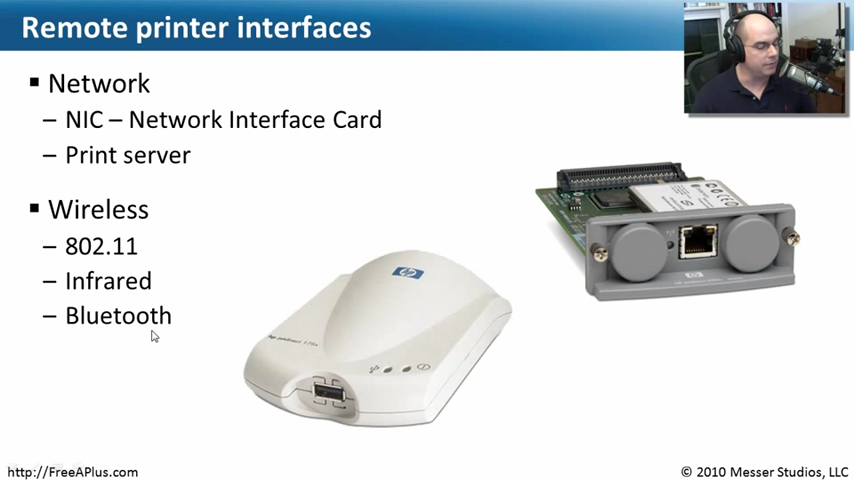 Remote printer interfaces
▪ Network
– NIC – Network Interface Card
– Print server
▪ Wireless
– 802.11
– Infrared
– Bluetooth
hp
http://FreeAPlus.com
© 2010 Messer Studios, LLC